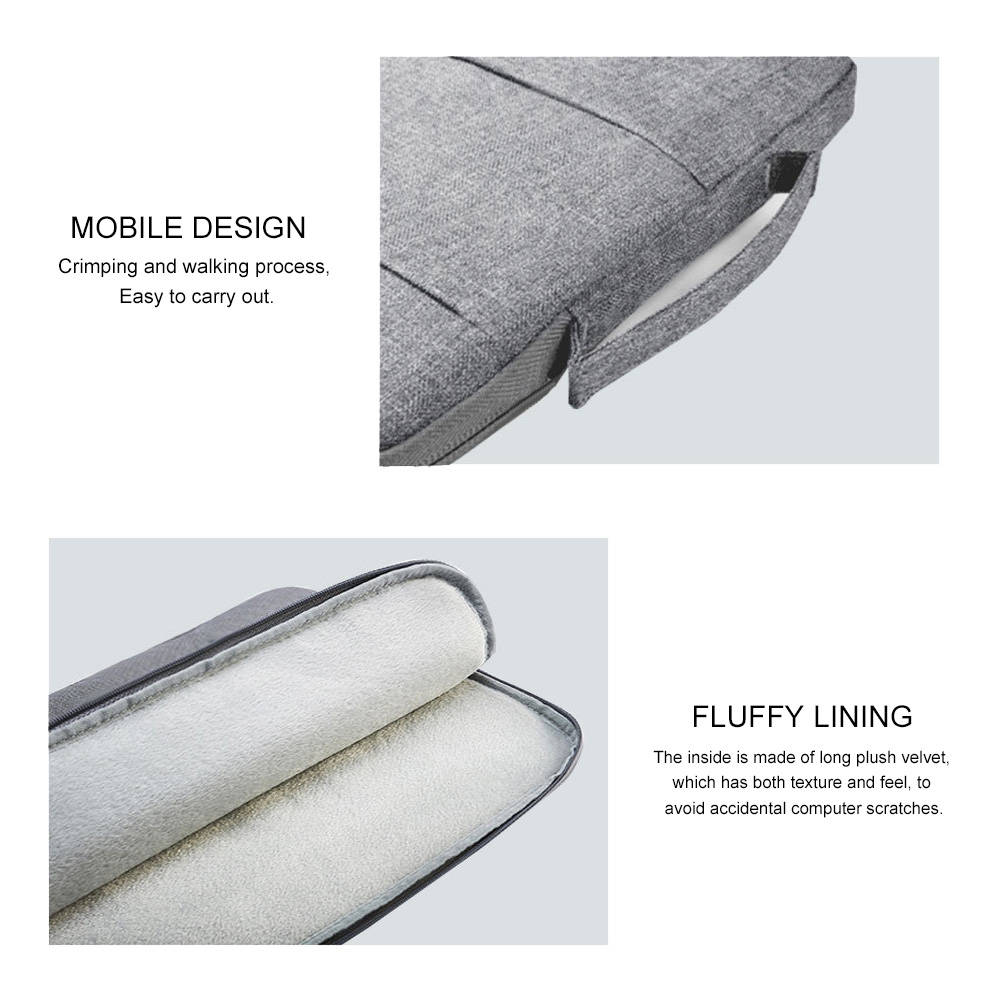 MOBILE DESIGN
Crimping and walking process,
Easy to carry out.
FLUFFY LINING
The inside is made of long plush velvet,
which has both texture and feel, to
avoid accidental computer scratches.